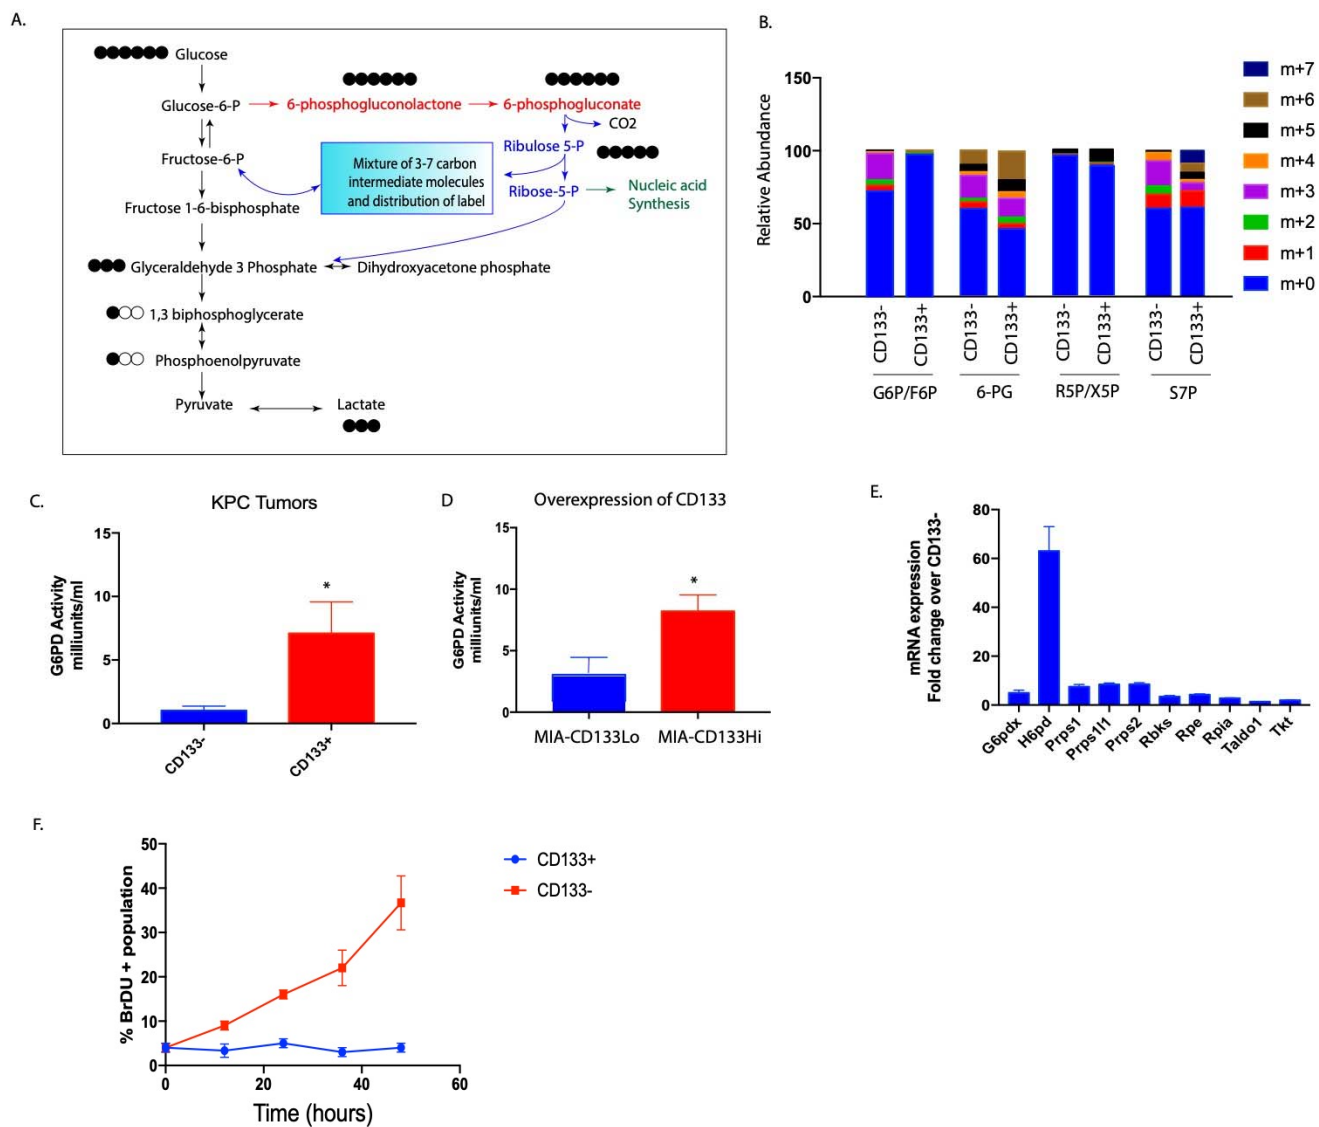 A.
Glucose
Glucose-6-P
6-phosphogluconolactone
6-phosphogluconate
CO2
Fructose-6-P
Mixture of 3-7 carbon
intermediate molecules
and distribution of label
Ribulose 5-P
Ribose-5-P
Nucleic acid
Synthesis
Fructose 1-6-bisphosphate
Glyceraldehyde 3 Phosphate
Dihydroxyacetone phosphate
1,3 biphosphoglycerate
Phosphoenolpyruvate
Pyruvate
Lactate
B.
Relative Abundance
150
100
50
0
CD133-
CD133+
CD133-
CD133+
CD133-
CD133+
CD133-
CD133+
G6P/F6P
6-PG
R5P/X5P
S7P
m+7
m+6
m+5
m+4
m+3
m+2
m+1
m+0
C.
KPC Tumors
G6PD Activity
milliunits/ml
15
10
5
0
*
CD133-
CD133+
D
Overexpression of CD133
G6PD Activity
milliunits/ml
15
10
5
0
*
MIA-CD133Lo
MIA-CD133Hi
E.
mRNA expression
Fold change over CD133-
80
60
40
20
0
G6pdx
H6pd
Prps1
Prps1l1
Prps2
Rbks
Rpe
Rpia
Taldo1
Tkt
F.
% BrDU + population
50
40
30
20
10
0
0
20
40
60
Time (hours)
CD133+
CD133-